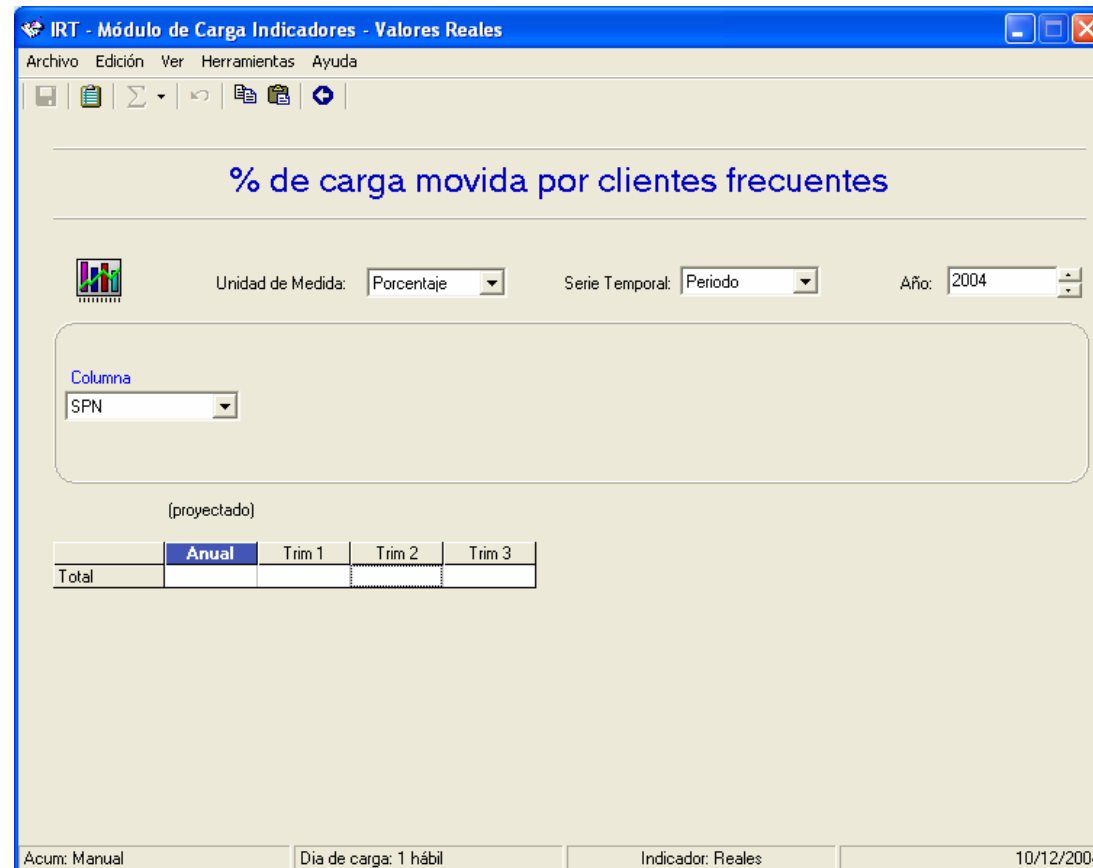 IRT - Módulo de Carga Indicadores - Valores Reales
Archivo Edición Ver Herramientas Ayuda
% de carga movida por clientes frecuentes
Unidad de Medida: Porcentaje Serie Temporal: Periodo Año: 2004
Columna
SPN
(proyectado)
Anual Trim 1 Trim 2 Trim 3
Total
Acum: Manual Dia de carga: 1 hábil Indicador: Reales 10/12/200